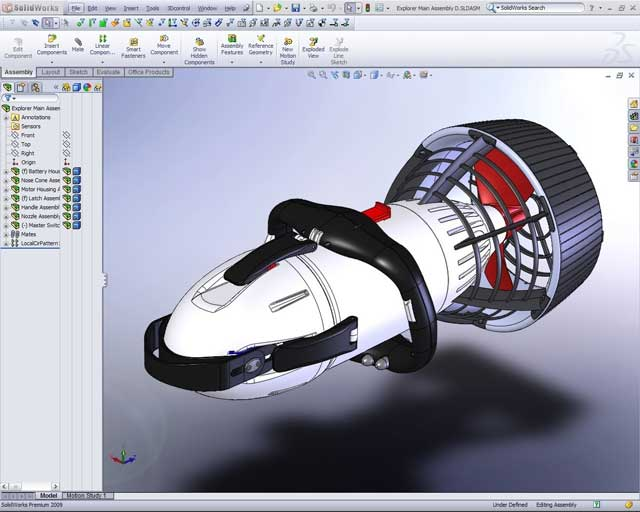 SolidWorks File Edit View Insert Tools 3Dcontrol Window Help Explorer Main Assembly D.SLDASM SolidWorks Search
Edit Component Insert Components Mate Linear Compon... Smart Fasteners Move Component Show Hidden Components Assembly Features Reference Geometry New Motion Study Exploded View Explode Line Sketch
Assembly Layout Sketch Evaluate Office Products
Explorer Main Assem
Annotations
Sensors
Front
Top
Right
Origin
(f) Battery Hou
Nose Cone Asse
Motor Housing A
(f) Latch Assem
Handle Assembl
Nozzle Assembl
(-) Master Switc
Mates
LocalCirPattern
Model Motion Study 1
SolidWorks Premium 2009 Under Defined Editing Assembly